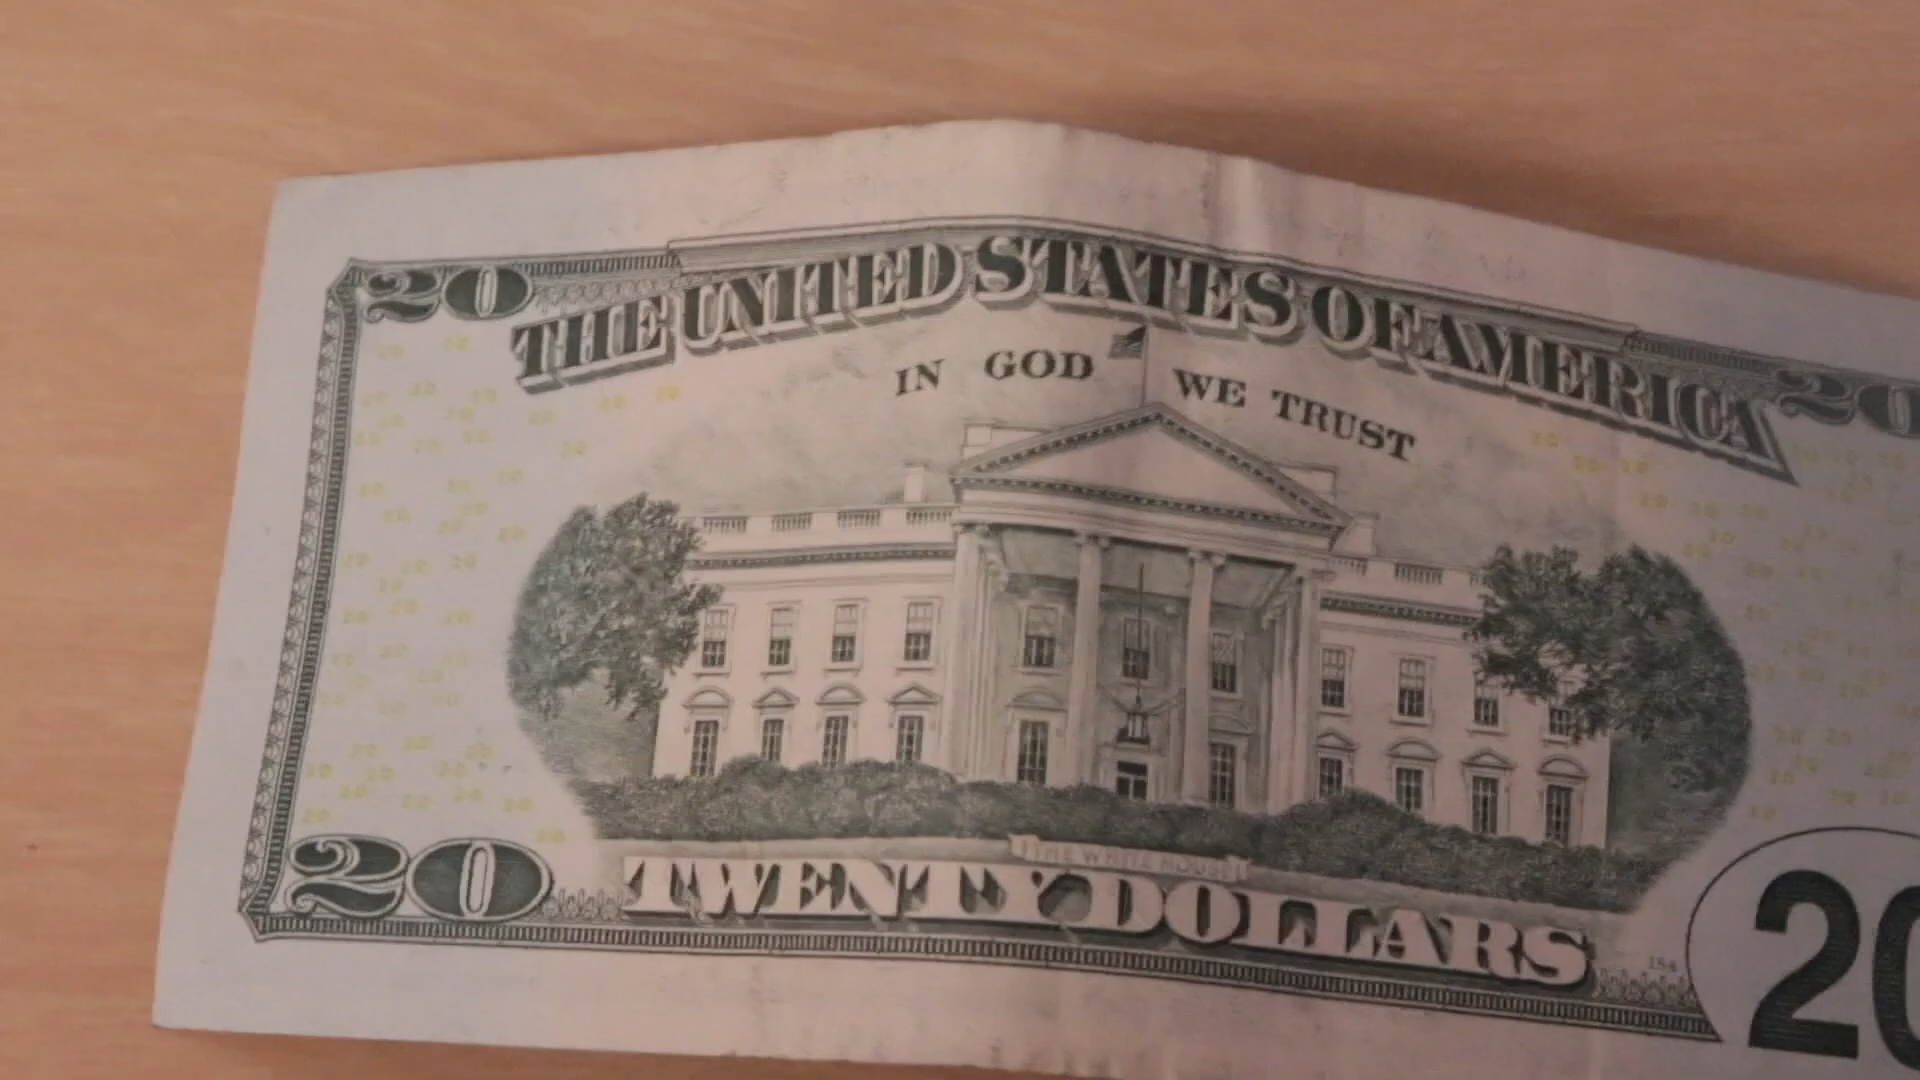 20 THE UNITED STATES OF AMERICA 20
IN GOD WE TRUST
THE WHITE HOUSE
20 TWENTY DOLLARS 20